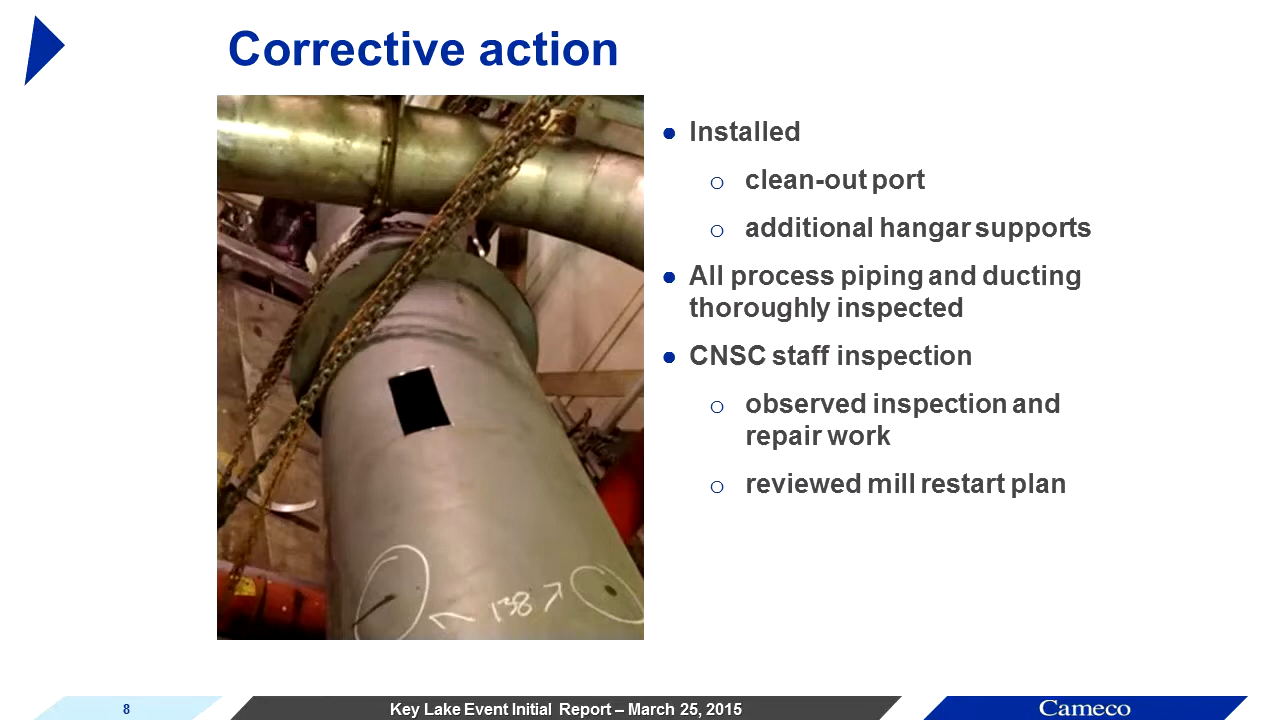 Corrective action
● Installed
o clean-out port
o additional hangar supports
● All process piping and ducting
thoroughly inspected
● CNSC staff inspection
o observed inspection and
repair work
o reviewed mill restart plan
138
8
Key Lake Event Initial Report – March 25, 2015
Cameco